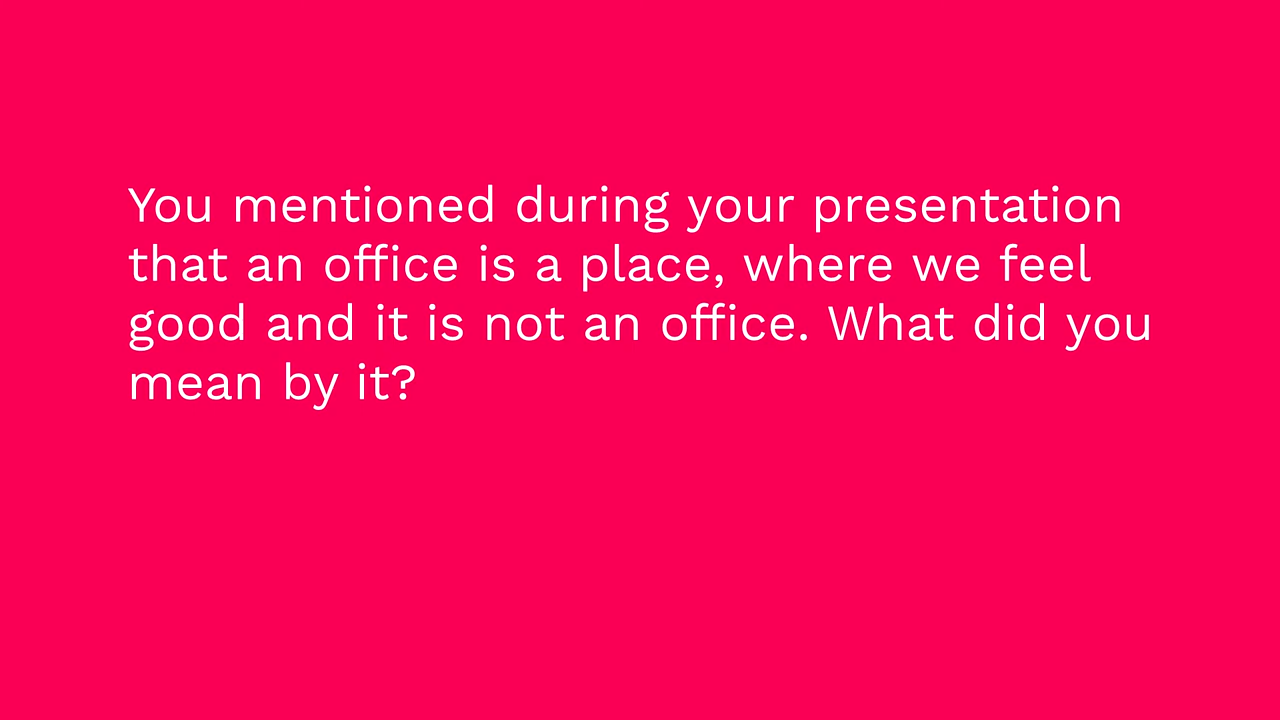 You mentioned during your presentation
that an office is a place, where we feel
good and it is not an office. What did you
mean by it?